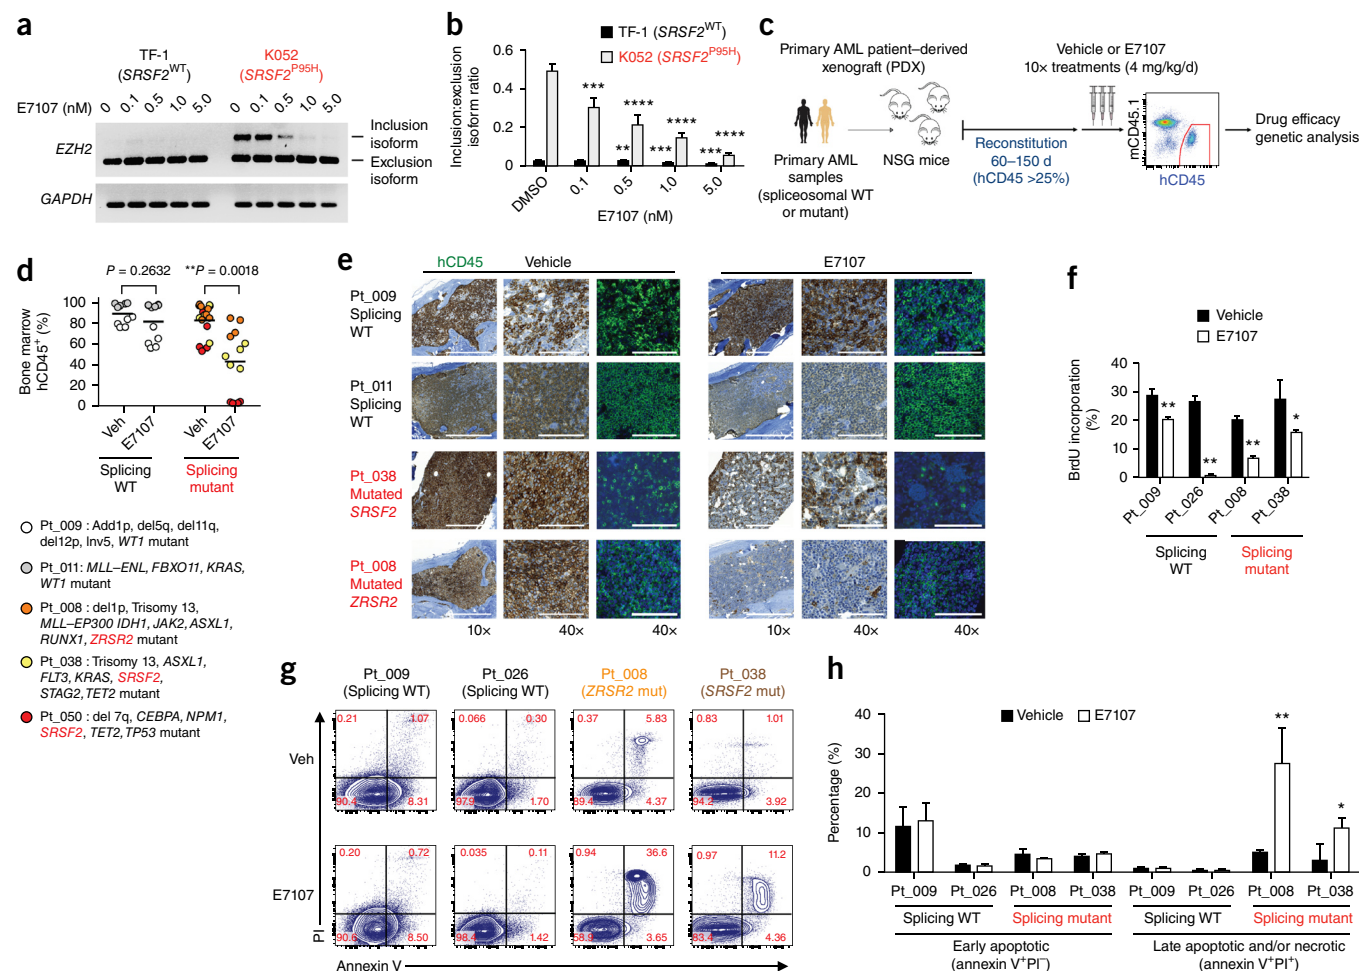 a
TF-1
(SRSF2WT)
K052
(SRSF2P95H)
E7107 (nM)
0 0.1 0.5 1.0 5.0 0 0.1 0.5 1.0 5.0
EZH2
Inclusion
isoform
Exclusion
isoform
GAPDH
b
TF-1 (SRSF2WT)
K052 (SRSF2P95H)
Inclusion:exclusion
isoform ratio
0.6
0.4
0.2
0
***
****
****
****
**
***
***
DMSO 0.1 0.5 1.0 5.0
E7107 (nM)
c
Primary AML patient–derived
xenograft (PDX)
Vehicle or E7107
10× treatments (4 mg/kg/d)
Primary AML
samples
(spliceosomal WT
or mutant)
NSG mice
Reconstitution
60–150 d
(hCD45 >25%)
mCD45.1
hCD45
Drug efficacy
genetic analysis
d
P = 0.2632 **P = 0.0018
Bone marrow
hCD45+ (%)
100
80
60
40
20
0
Veh E7107 Veh E7107
Splicing
WT
Splicing
mutant
Pt_009 : Add1p, del5q, del11q,
del12p, Inv5, WT1 mutant
Pt_011: MLL–ENL, FBXO11, KRAS,
WT1 mutant
Pt_008 : del1p, Trisomy 13,
MLL–EP300 IDH1, JAK2, ASXL1,
RUNX1, ZRSR2 mutant
Pt_038 : Trisomy 13, ASXL1,
FLT3, KRAS, SRSF2,
STAG2, TET2 mutant
Pt_050 : del 7q, CEBPA, NPM1,
SRSF2, TET2, TP53 mutant
e
hCD45 Vehicle E7107
Pt_009
Splicing
WT
Pt_011
Splicing
WT
Pt_038
Mutated
SRSF2
Pt_008
Mutated
ZRSR2
10× 40× 40× 10× 40× 40×
f
Vehicle
E7107
BrdU incorporation
(%)
40
30
20
10
0
**
**
**
*
Pt_009 Pt_026 Pt_008 Pt_038
Splicing
WT
Splicing
mutant
g
Pt_009
(Splicing WT)
Pt_026
(Splicing WT)
Pt_008
(ZRSR2 mut)
Pt_038
(SRSF2 mut)
Veh
0.21 1.07 0.066 0.30 0.37 5.83 0.83 1.01
90.4 8.31 97.9 1.70 89.4 4.37 94.2 3.92
E7107
0.20 0.72 0.035 0.11 0.94 36.6 0.97 11.2
90.6 8.50 98.4 1.42 58.9 3.65 83.4 4.36
PI
Annexin V
h
Vehicle E7107
Percentage (%)
40
30
20
10
0
**
*
Pt_009 Pt_026 Pt_008 Pt_038 Pt_009 Pt_026 Pt_008 Pt_038
Splicing WT Splicing mutant Splicing WT Splicing mutant
Early apoptotic
(annexin V+PI−)
Late apoptotic and/or necrotic
(annexin V+PI+)